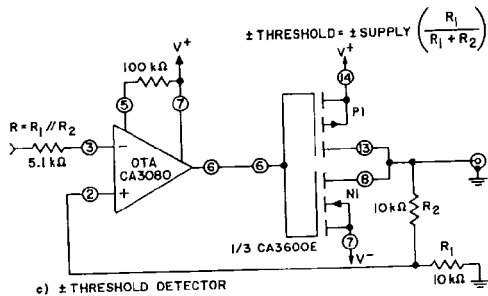 ± THRESHOLD = ± SUPPLY ( R1 / R1 + R2 )
V+
V+
100 kΩ
14
5
7
P1
R = R1 // R2
3
−
13
5.1 kΩ
OTA
CA3080
6
6
8
2
+
N1
10 kΩ
R2
7
R1
1/3 CA3600E
V−
10 kΩ
c) ± THRESHOLD DETECTOR